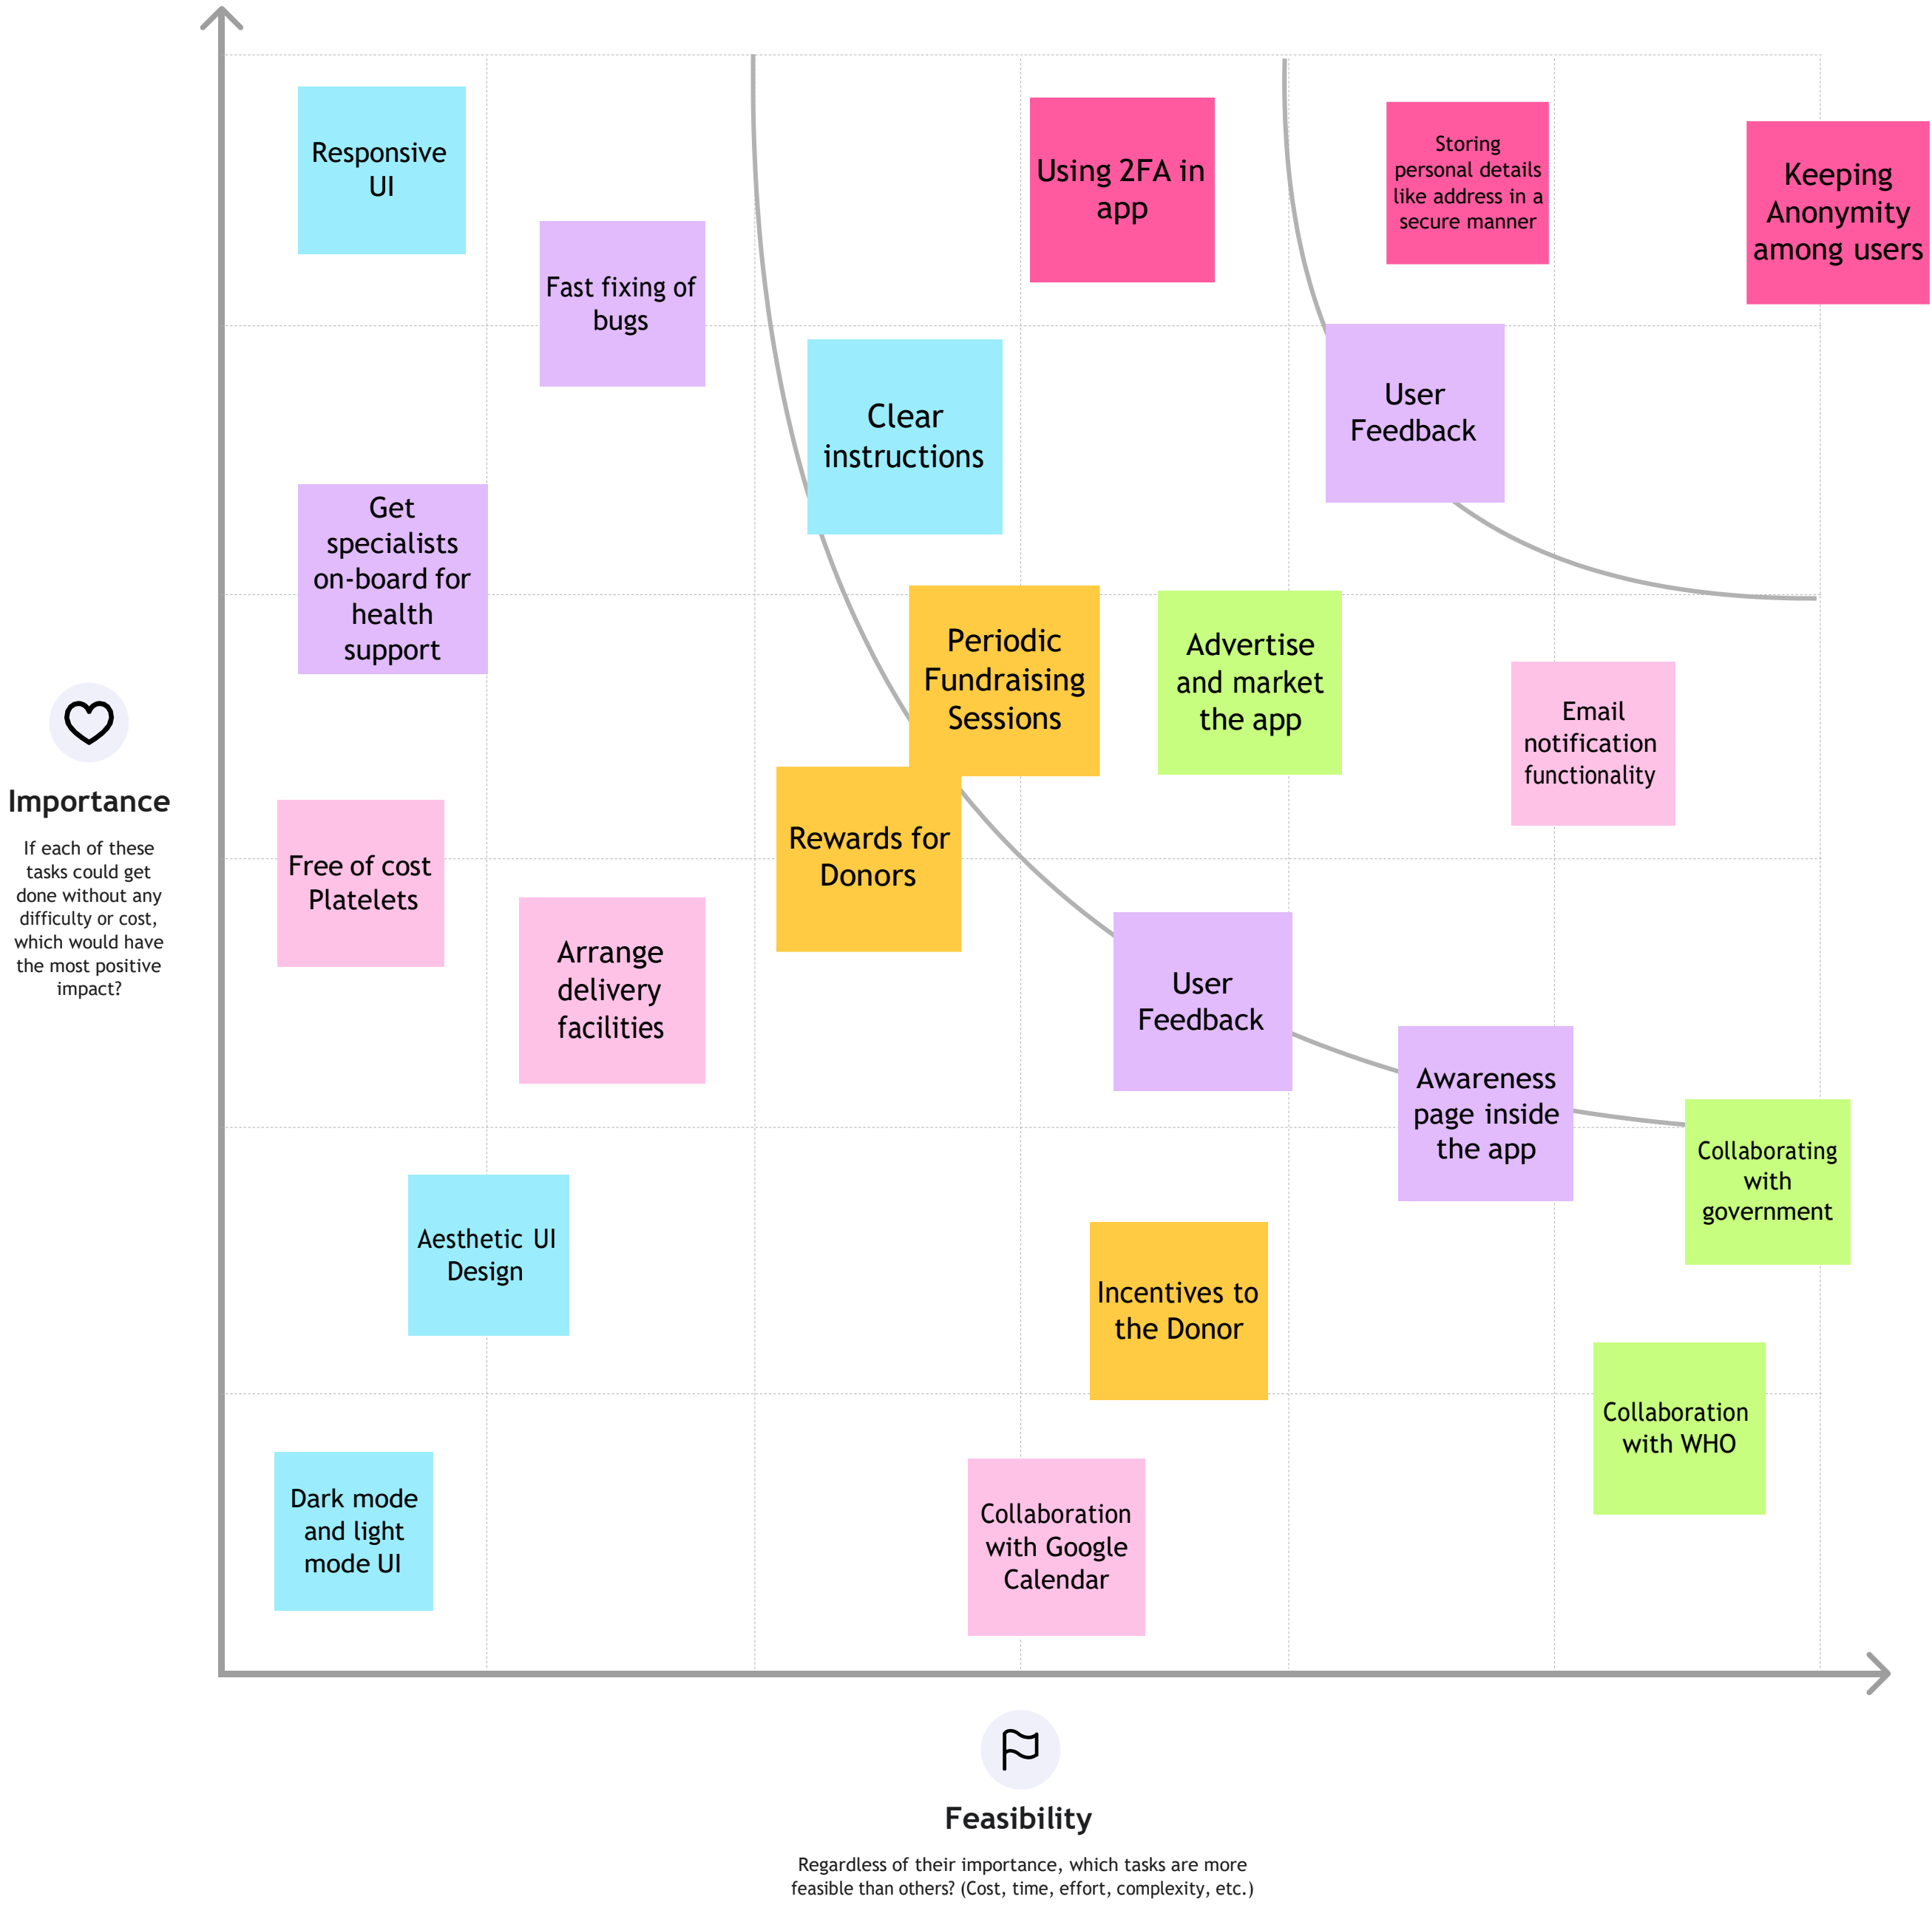 Responsive
UI
Using 2FA in
app
Storing
personal details
like address in a
secure manner
Keeping
Anonymity
among users
Fast fixing of
bugs
Clear
instructions
User
Feedback
Get
specialists
on-board for
health
support
Periodic
Fundraising
Sessions
Advertise
and market
the app
Email
notification
functionality
Importance
If each of these
tasks could get
done without any
difficulty or cost,
which would have
the most positive
impact?
Free of cost
Platelets
Rewards for
Donors
Arrange
delivery
facilities
User
Feedback
Awareness
page inside
the app
Collaborating
with
government
Aesthetic UI
Design
Incentives to
the Donor
Collaboration
with WHO
Dark mode
and light
mode UI
Collaboration
with Google
Calendar
Feasibility
Regardless of their importance, which tasks are more
feasible than others? (Cost, time, effort, complexity, etc.)